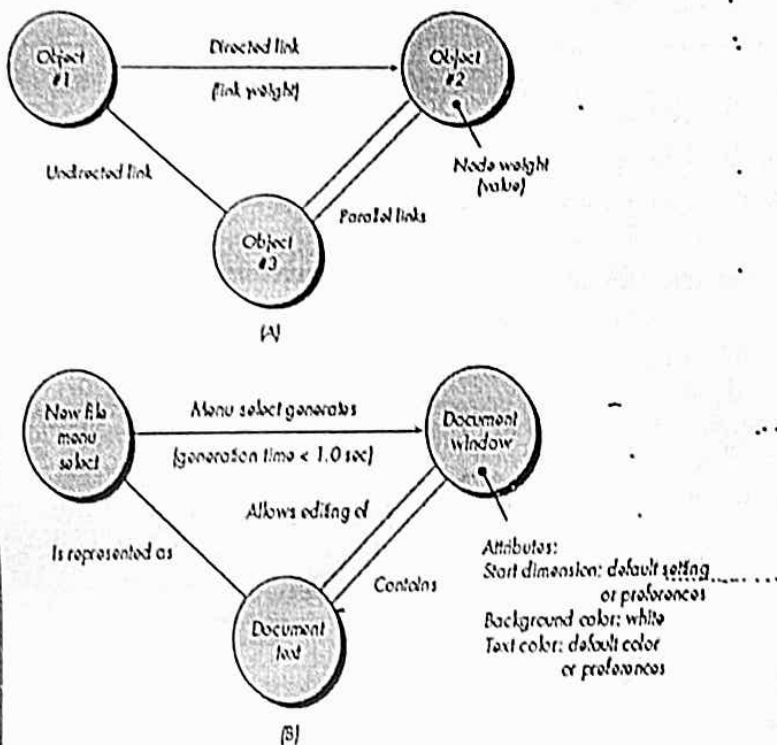 Object
#1
Directed link
(link weight)
Object
#2
Undirected link
Node weight
(value)
Parallel links
Object
#3
(A)
New file
menu
select
Menu select generates
(generation time < 1.0 sec)
Document
window
Allows editing of
Is represented as
Contains
Attributes:
Start dimension: default setting
or preferences
Background color: white
Text color: default color
or preferences
Document
text
(B)